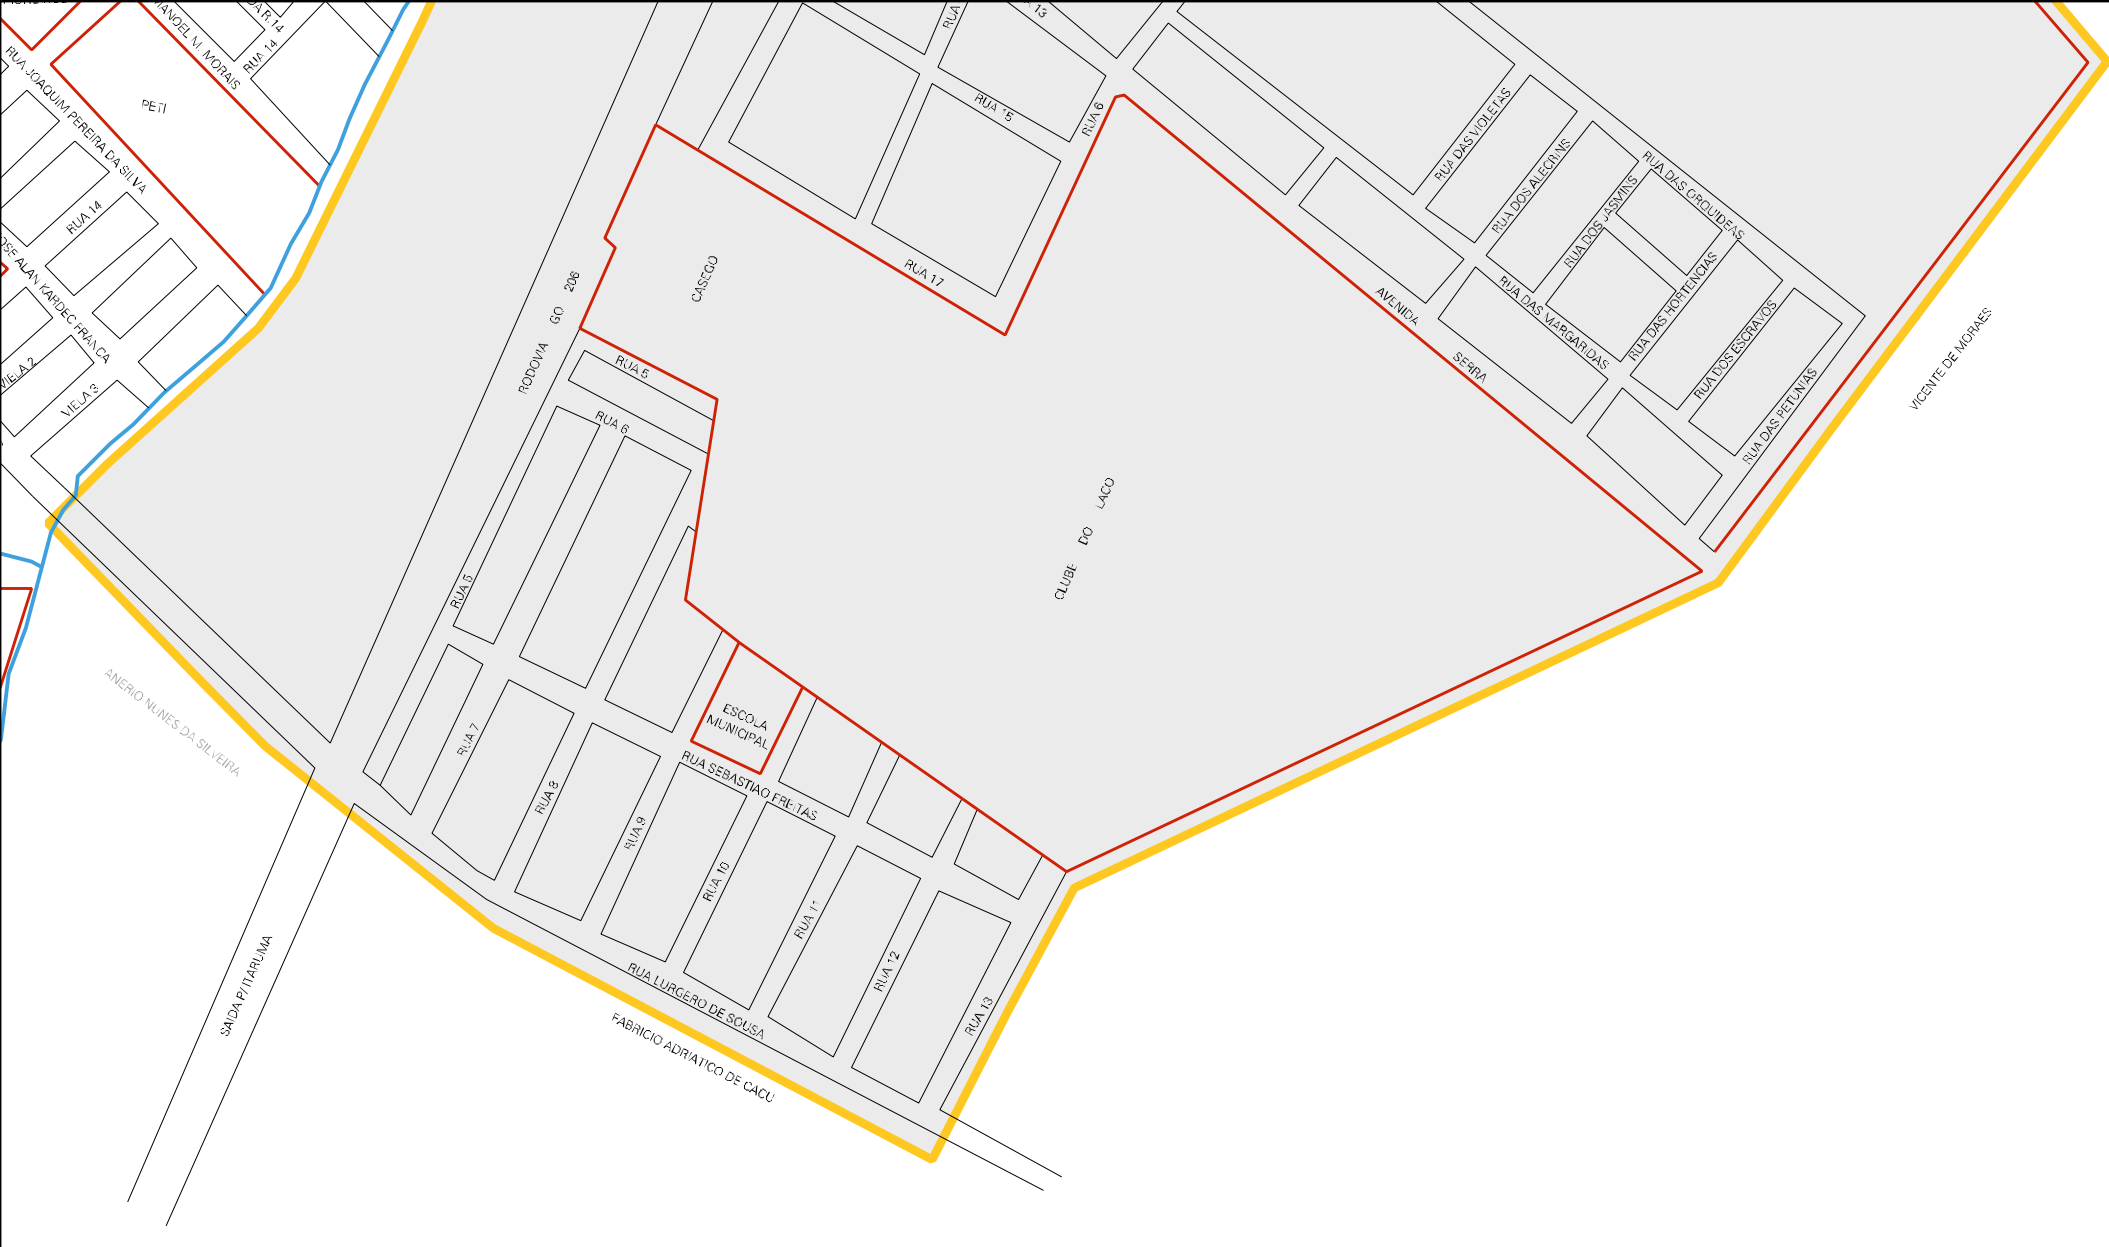 DA R.14
RUA 14
MANOEL M. MORAIS
RUA JOAQUIM PEREIRA DA SILVA
PETI
RUA 14
JOSE ALAN KARDEC FRANCA
VIELA 2
VIELA 3
RUA
13
RUA 15
RUA 6
RUA 17
CASEGO
RODOVIA GO 206
RUA 5
RUA 6
RUA 5
CLUBE DO LACO
RUA DAS VIOLETAS
RUA DOS ALECRINS
RUA DOS JASMINS
RUA DAS ORQUIDEAS
RUA DAS HORTENCIAS
RUA DAS MARGARIDAS
RUA DOS ESCRAVOS
RUA DAS PETUNIAS
AVENIDA SERRA
VICENTE DE MORAES
ANERIO NUNES DA SILVEIRA
RUA 7
RUA 8
RUA 9
RUA 10
RUA 11
RUA 12
RUA 13
ESCOLA
MUNICIPAL
RUA SEBASTIAO FREITAS
RUA LURGERO DE SOUSA
FABRICIO ADRIATICO DE CACU
SAIDA P/ ITARUMA